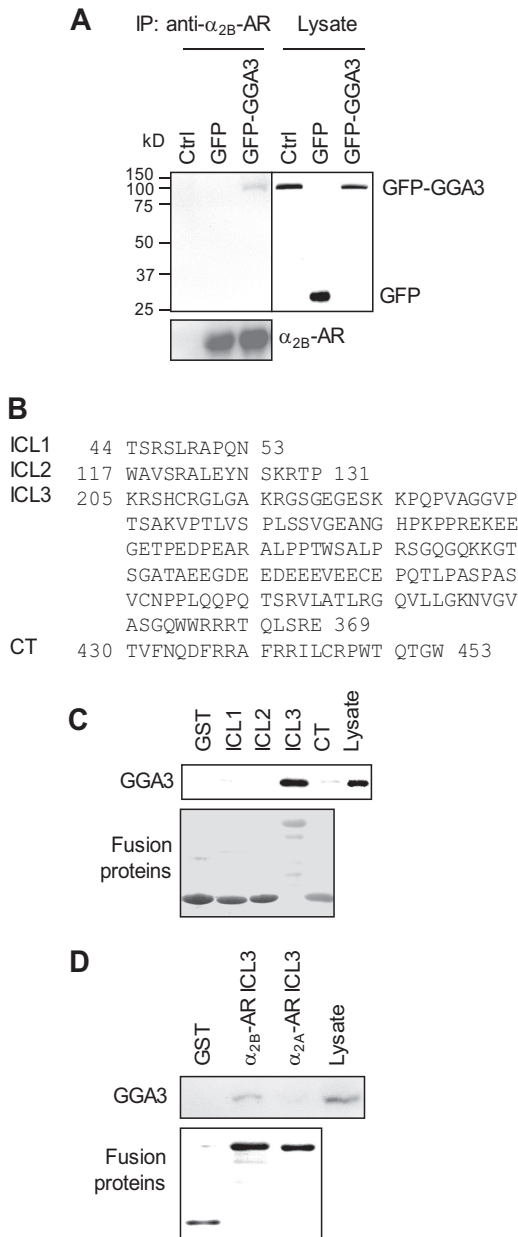 A
IP: anti-α2B-AR Lysate
Ctrl GFP GFP-GGA3 Ctrl GFP GFP-GGA3
kD
150
100
75
50
37
25
GFP-GGA3
GFP
α2B-AR
B
ICL1 44 TSRSLRAPQN 53
ICL2 117 WAVSRALEYN SKRTP 131
ICL3 205 KRSHCRGLGA KRGSGEGESK KPQPVAGGVP
TSAKVPTLVS PLSSVGEANG HPKPPREKEE
GETPEDPEAR ALPPTWSALP RSGQGQKKGT
SGATAEEGDE EDEEEVEECE PQTLPASPAS
VCNPPLQQPQ TSRVLATLRG QVLLGKNVGV
ASGQWWRRRT QLSRE 369
CT 430 TVFNQDFRRA FRRILCRPWT QTGW 453
C
GST ICL1 ICL2 ICL3 CT Lysate
GGA3
Fusion
proteins
D
GST α2B-AR ICL3 α2A-AR ICL3 Lysate
GGA3
Fusion
proteins